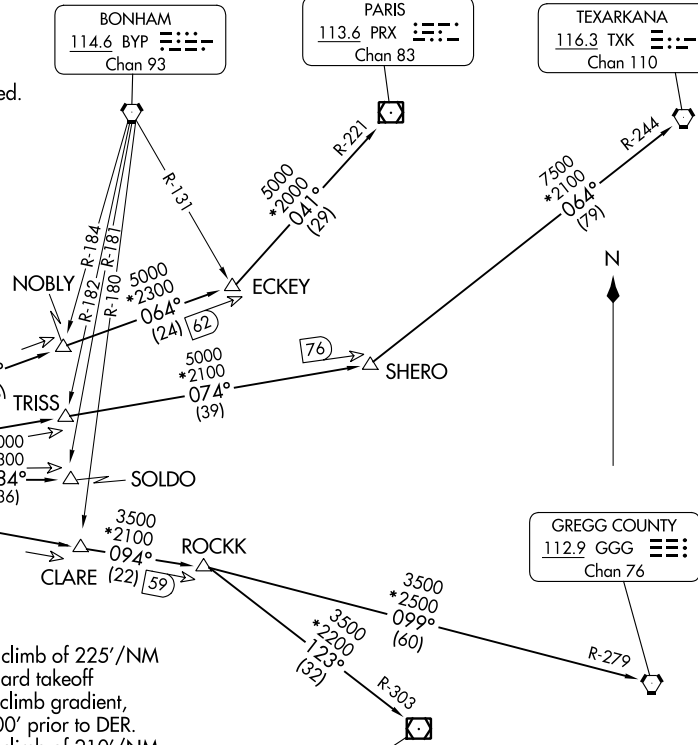 BONHAM
114.6 BYP
Chan 93
PARIS
113.6 PRX
Chan 83
TEXARKANA
116.3 TXK
Chan 110
R-221
R-244
R-131
5000
*2000
041°
(29)
7500
*2100
064°
(79)
N
R-184
R-181
R-182
R-180
NOBLY
5000
*2300
064°
(24) 62
ECKEY
5000
*2100
074°
(39)
76
SHERO
TRISS
SOLDO
3500
*2100
094°
(22) 59
CLARE
ROCKK
GREGG COUNTY
112.9 GGG
Chan 76
3500
*2500
099°
(60)
R-279
3500
*2200
123°
(32)
R-303
climb of 225'/NM
takeoff
climb gradient,
prior to DER.
climb of 210'/NM